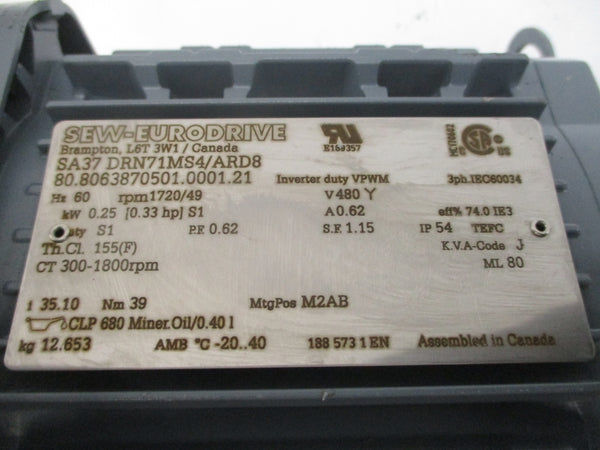 SEW-EURODRIVE
Brampton, L6T 3W1 / Canada
SA37 DRN71MS4/ARD8
80.8063870501.0001.21 Inverter duty VPWM 3ph.IEC60034
Hz 60 rpm1720/49 V 480 Y
kW 0.25 [0.33 hp] S1 A 0.62 eff% 74.0 IE3
S1 P.F. 0.62 S.F. 1.15 IP 54 TEFC
Th.Cl. 155(F) K.V.A-Code J
CT 300-1800rpm ML 80
i 35.10 Nm 39 MtgPos M2AB
CLP 680 Miner.Oil/0.40 l
kg 12.653 AMB °C -20..40 188 573 1 EN Assembled in Canada